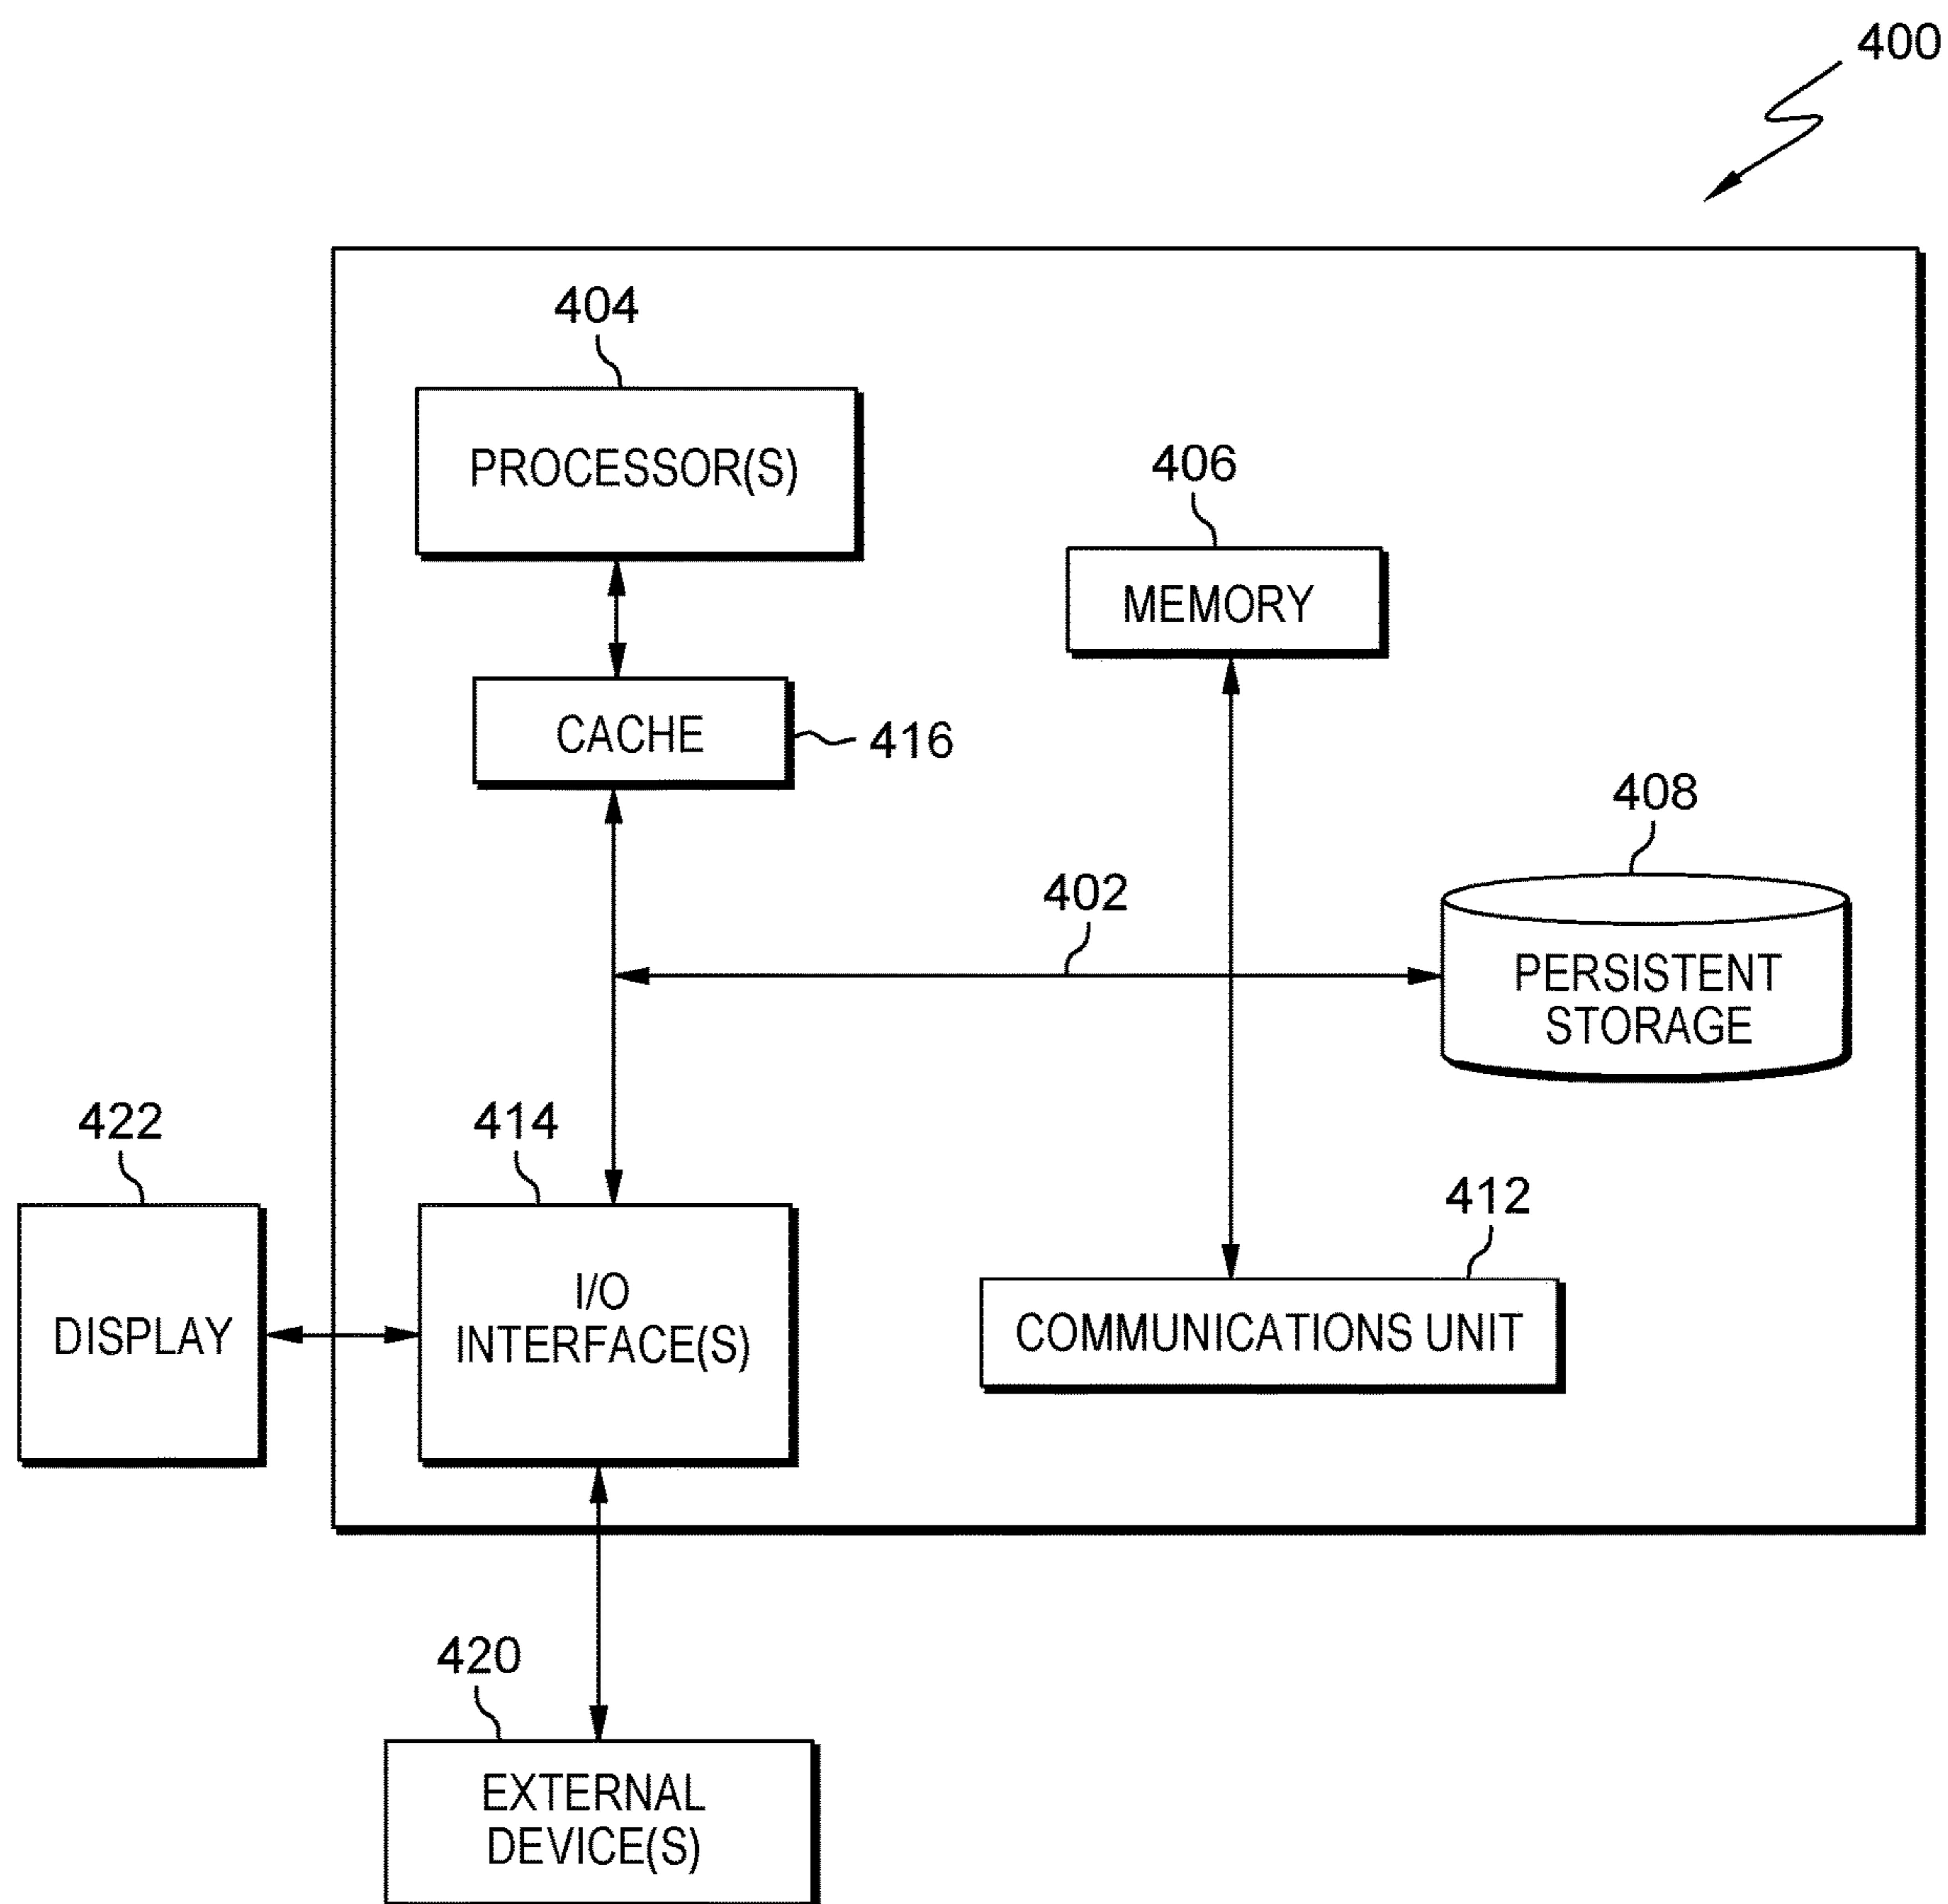 400
404
PROCESSOR(S)
406
MEMORY
CACHE
416
408
402
PERSISTENT
STORAGE
422
414
412
DISPLAY
I/O
INTERFACE(S)
COMMUNICATIONS UNIT
420
EXTERNAL
DEVICE(S)